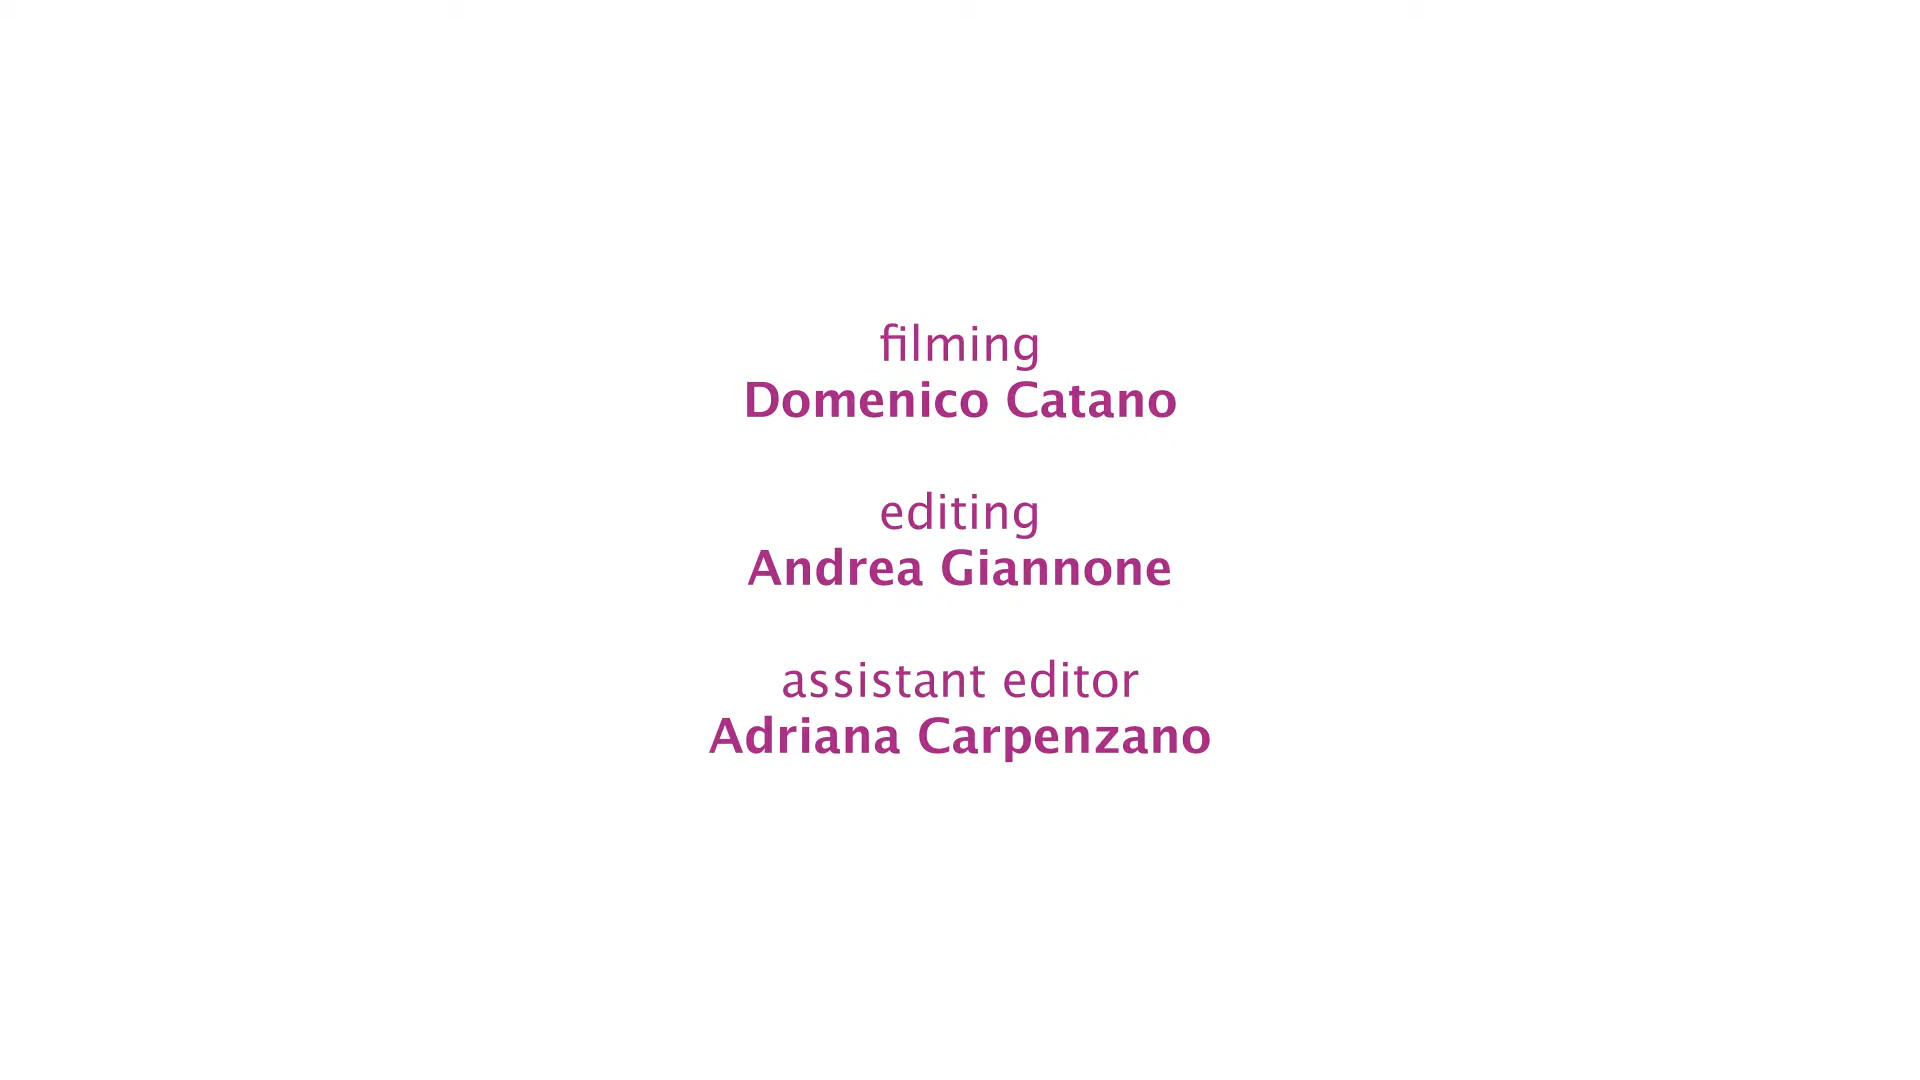 filming
Domenico Catano
editing
Andrea Giannone
assistant editor
Adriana Carpenzano